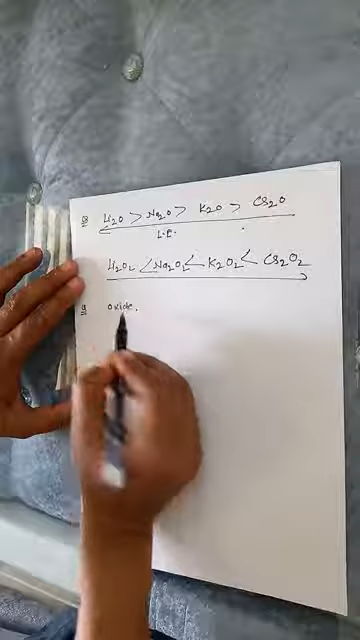 Li2O > Na2O > K2O > Cs2O
L.E.
Li2O2 < Na2O2 < K2O2 < Cs2O2
oxide.